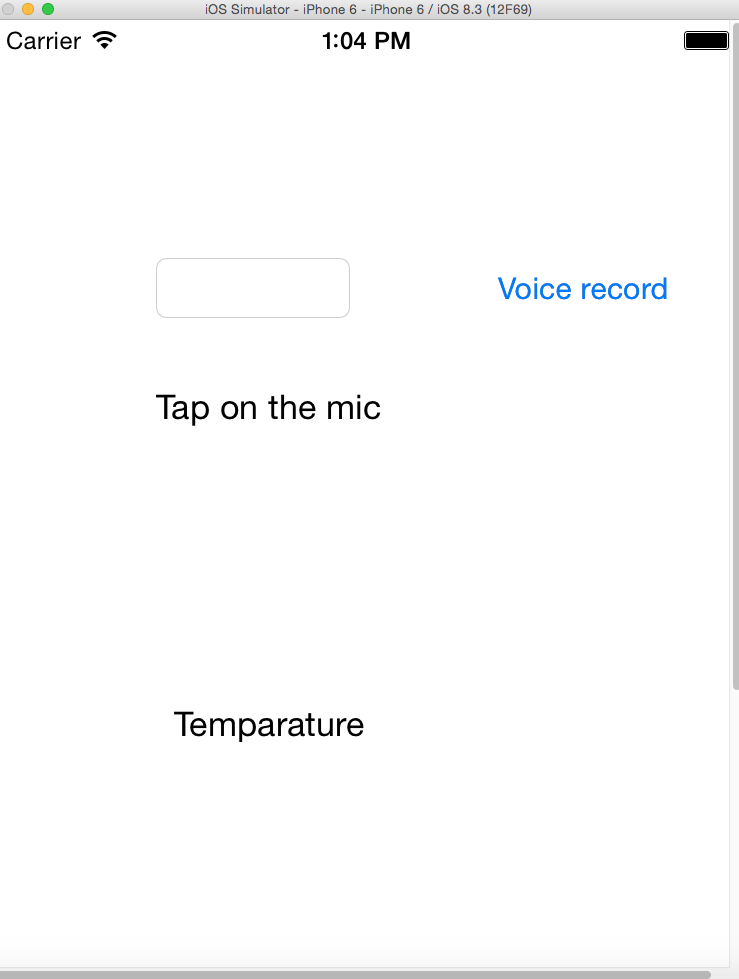 iOS Simulator - iPhone 6 - iPhone 6 / iOS 8.3 (12F69)
Carrier 1:04 PM
Voice record
Tap on the mic
Temparature